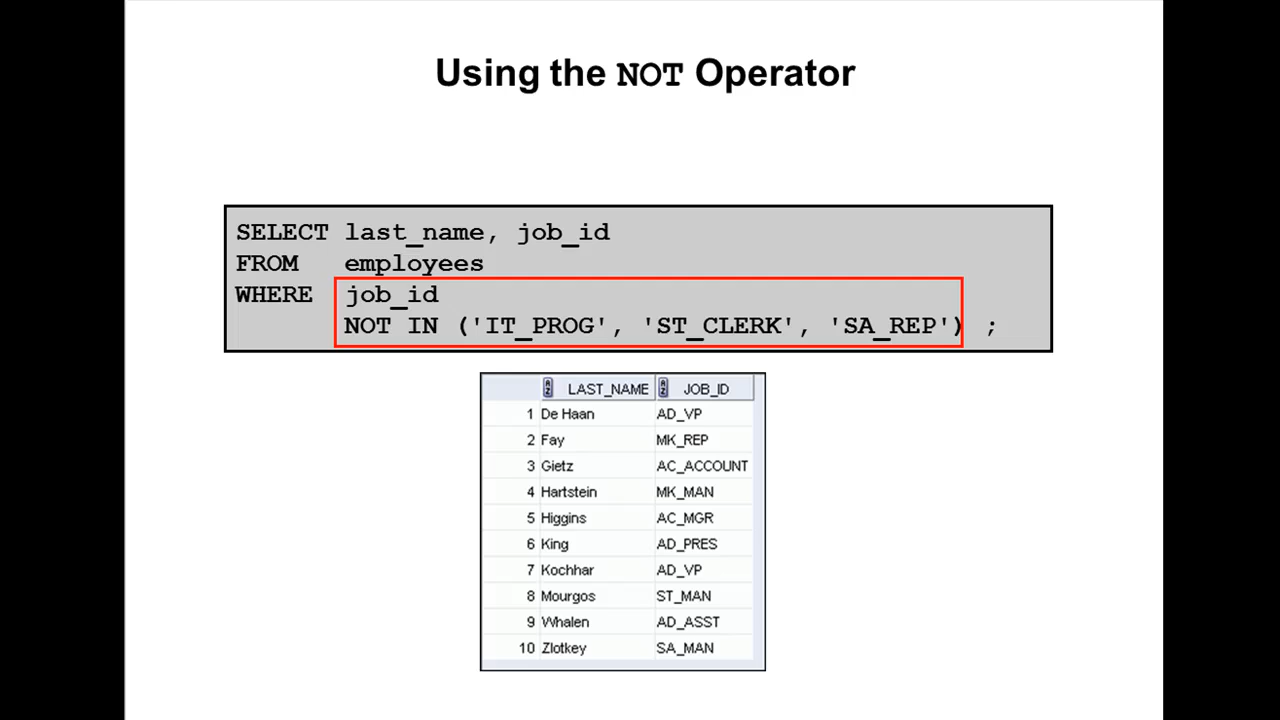 Using the NOT Operator
SELECT last_name, job_id
FROM employees
WHERE job_id
NOT IN ('IT_PROG', 'ST_CLERK', 'SA_REP') ;
LAST_NAME JOB_ID
1 De Haan AD_VP
2 Fay MK_REP
3 Gietz AC_ACCOUNT
4 Hartstein MK_MAN
5 Higgins AC_MGR
6 King AD_PRES
7 Kochhar AD_VP
8 Mourgos ST_MAN
9 Whalen AD_ASST
10 Zlotkey SA_MAN